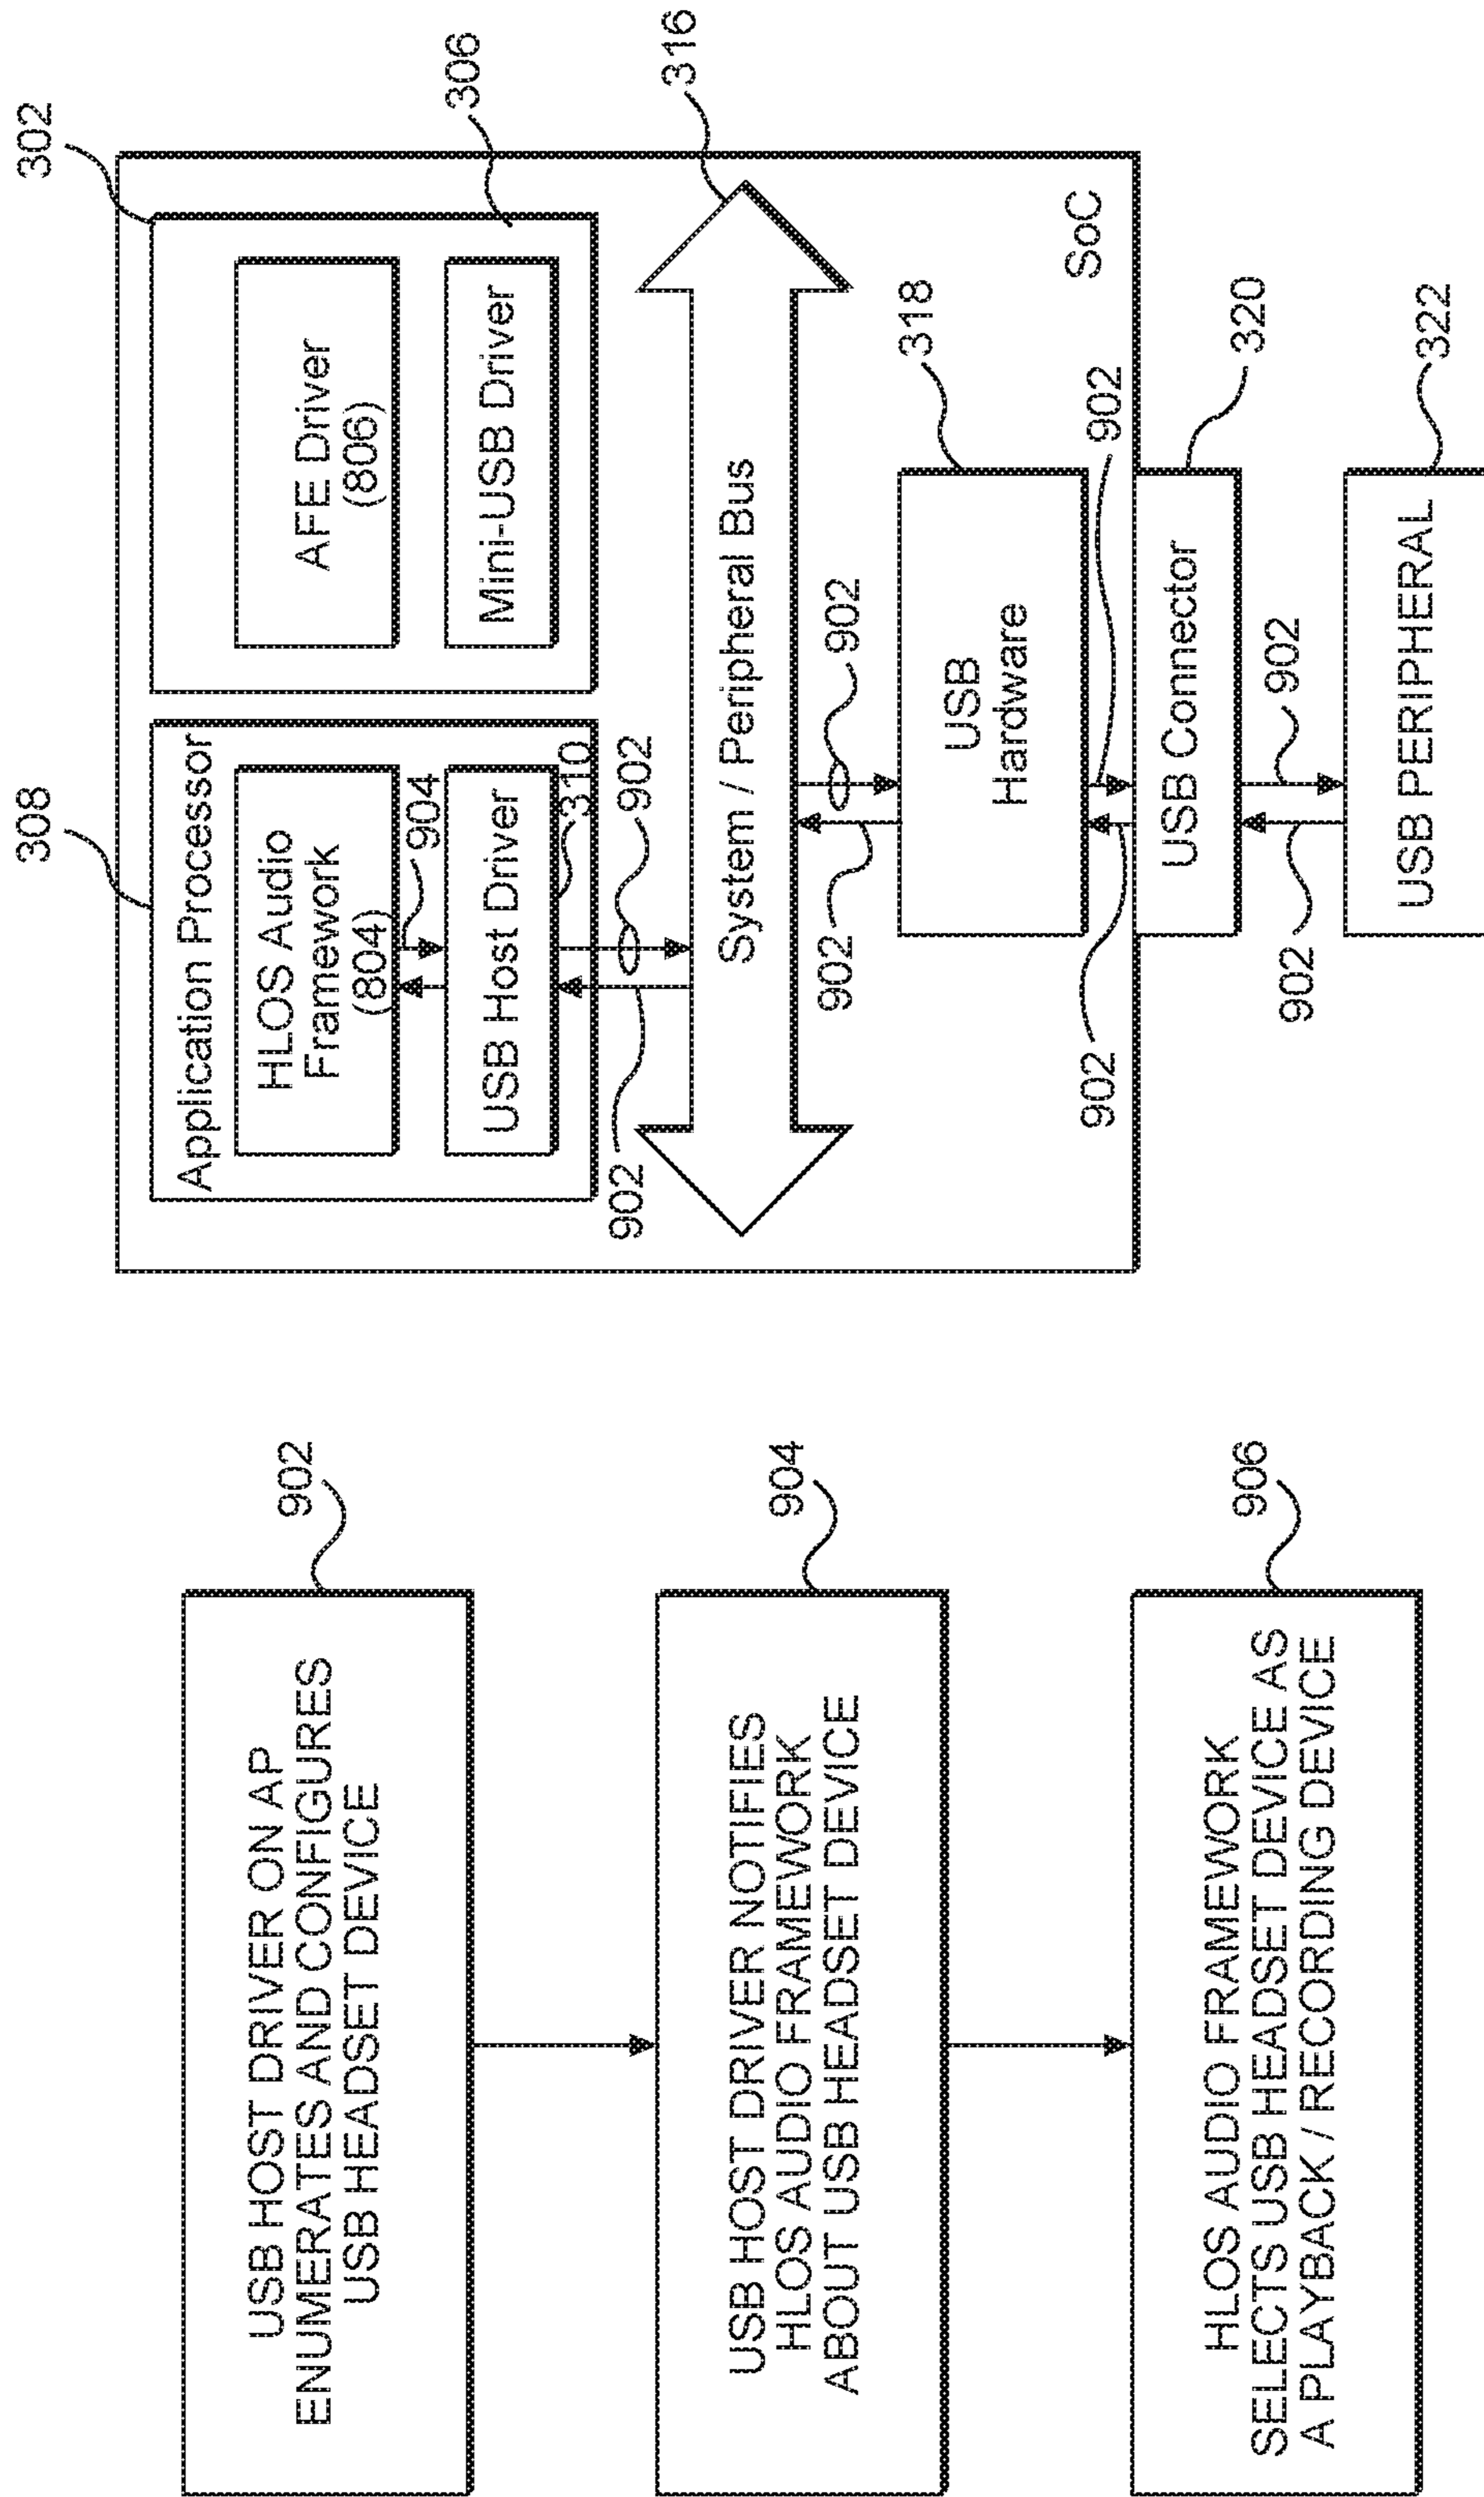 USB HOST DRIVER ON AP
ENUMERATES AND CONFIGURES
USB HEADSET DEVICE
902
USB HOST DRIVER NOTIFIES
HLOS AUDIO FRAMEWORK
ABOUT USB HEADSET DEVICE
904
HLOS AUDIO FRAMEWORK
SELECTS USB HEADSET DEVICE AS
A PLAYBACK / RECORDING DEVICE
906
308
302
Application Processor
HLOS Audio
Framework
(804)
904
USB Host Driver
310
AFE Driver
(806)
Mini-USB Driver
306
902
902
System / Peripheral Bus
316
902
902
USB
Hardware
318
SoC
902
902
USB Connector
320
902
902
USB PERIPHERAL
322